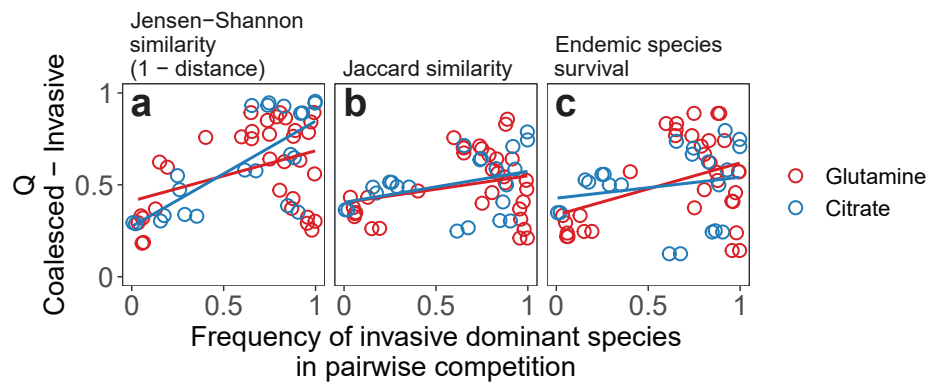 Jensen−Shannon
similarity
(1 − distance)
Jaccard similarity
Endemic species
survival
a
b
c
Q
Coalesced − Invasive
1
0.5
0
0
0.5
1
0
0.5
1
0
0.5
1
Frequency of invasive dominant species
in pairwise competition
Glutamine
Citrate